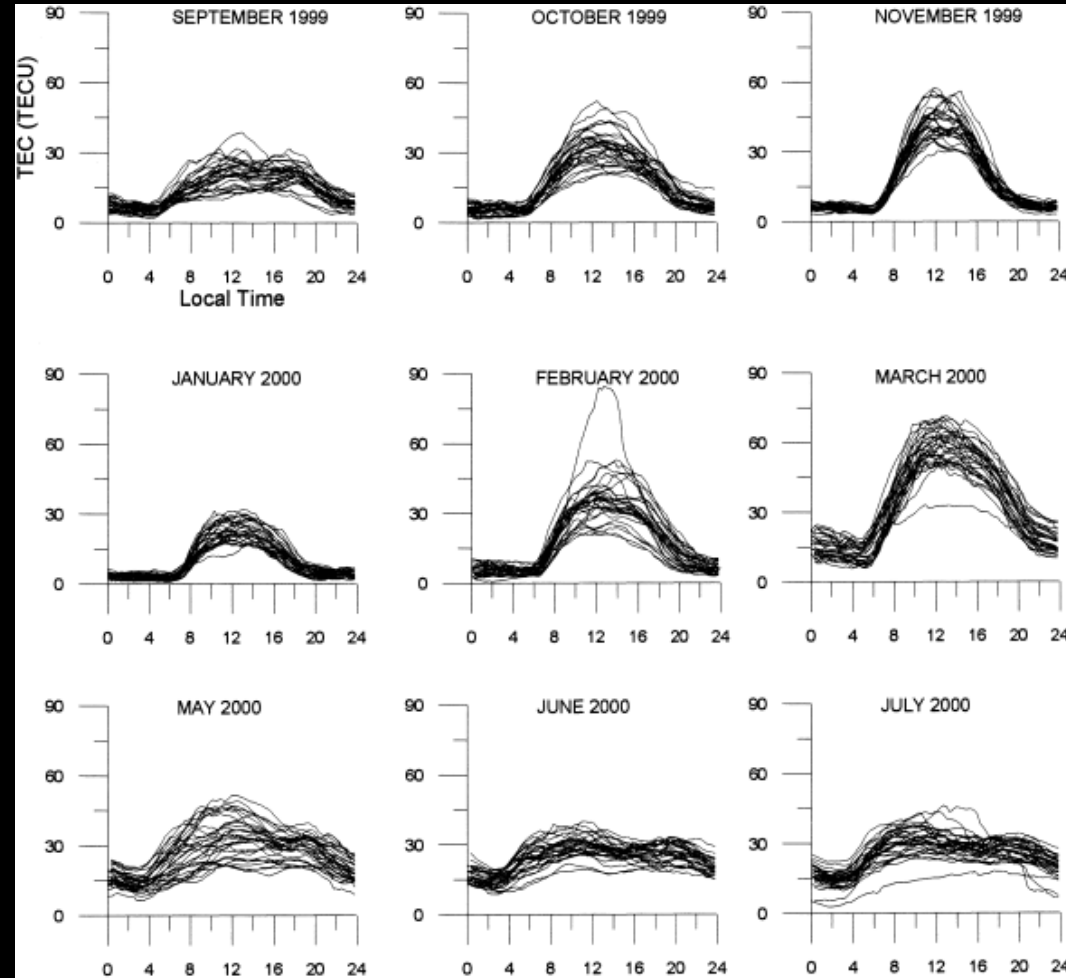 SEPTEMBER 1999
90
60
30
0
TEC (TECU)
0 4 8 12 16 20 24
Local Time
OCTOBER 1999
90
60
30
0
0 4 8 12 16 20 24
NOVEMBER 1999
90
60
30
0
0 4 8 12 16 20 24
JANUARY 2000
90
60
30
0
0 4 8 12 16 20 24
FEBRUARY 2000
90
60
30
0
0 4 8 12 16 20 24
MARCH 2000
90
60
30
0
0 4 8 12 16 20 24
MAY 2000
90
60
30
0
0 4 8 12 16 20 24
JUNE 2000
90
60
30
0
0 4 8 12 16 20 24
JULY 2000
90
60
30
0
0 4 8 12 16 20 24